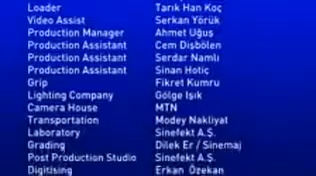 Loader Tarık Han Koç
Video Assist Serkan Yörük
Production Manager Ahmet Uğuş
Production Assistant Cem Dişbölen
Production Assistant Serdar Namlı
Production Assistant Sinan Hotiç
Grip Fikret Kumru
Lighting Company Gölge Işık
Camera House MTN
Transportation Modey Nakliyat
Laboratory Sinefekt A.Ş.
Grading Dilek Er / Sinemaj
Post Production Studio Sinefekt A.Ş.
Digitising Erkan Özekan